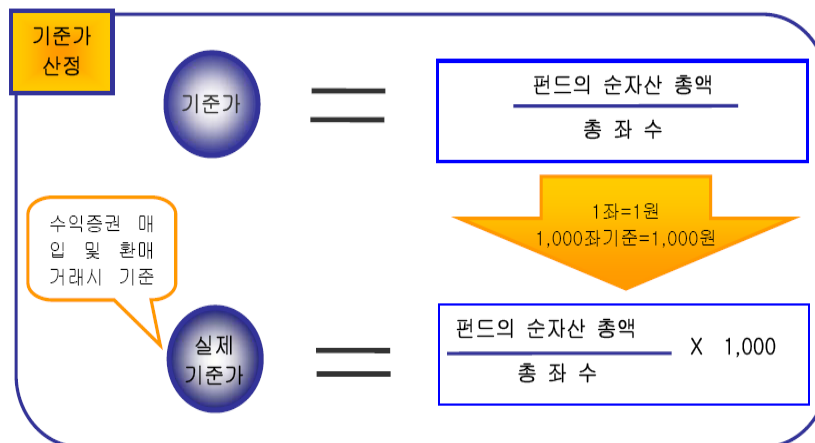 기준가
산정
기준가
펀드의 순자산 총액
총 좌 수
1좌=1원
1,000좌기준=1,000원
수익증권 매
입 및 환매
거래시 기준
실제
기준가
펀드의 순자산 총액
총 좌 수
X 1,000